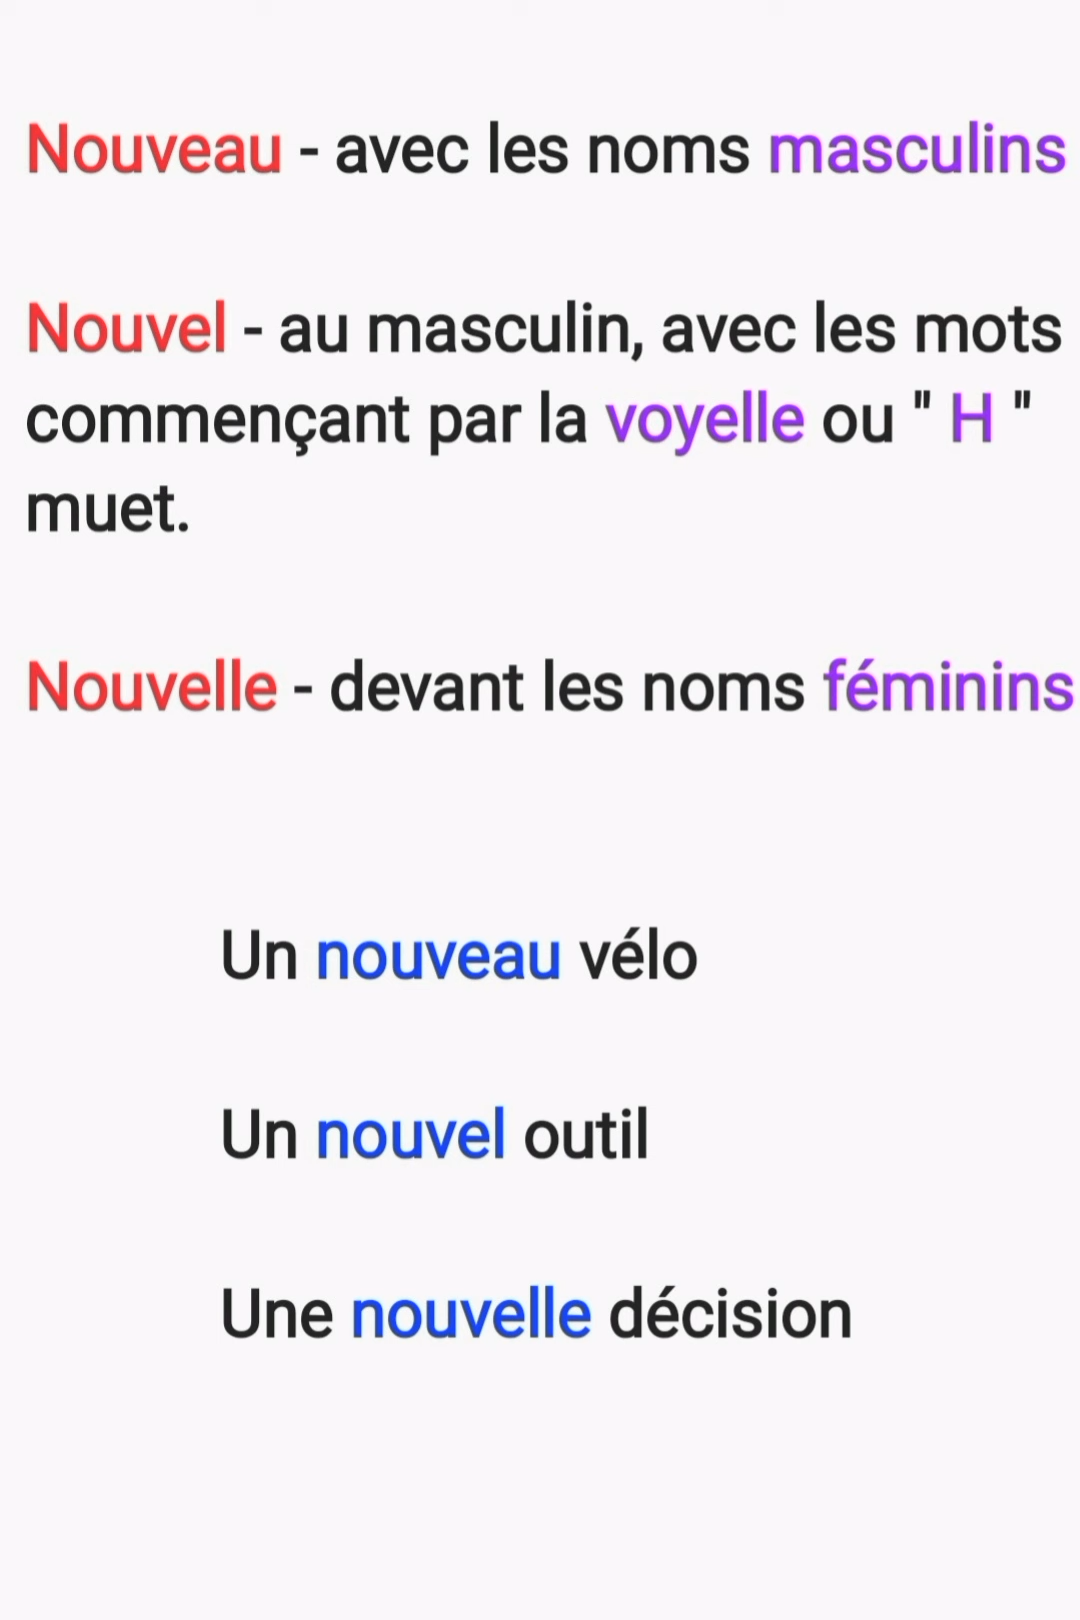 Nouveau - avec les noms masculins
Nouvel - au masculin, avec les mots
commençant par la voyelle ou " H "
muet.
Nouvelle - devant les noms féminins
Un nouveau vélo
Un nouvel outil
Une nouvelle décision